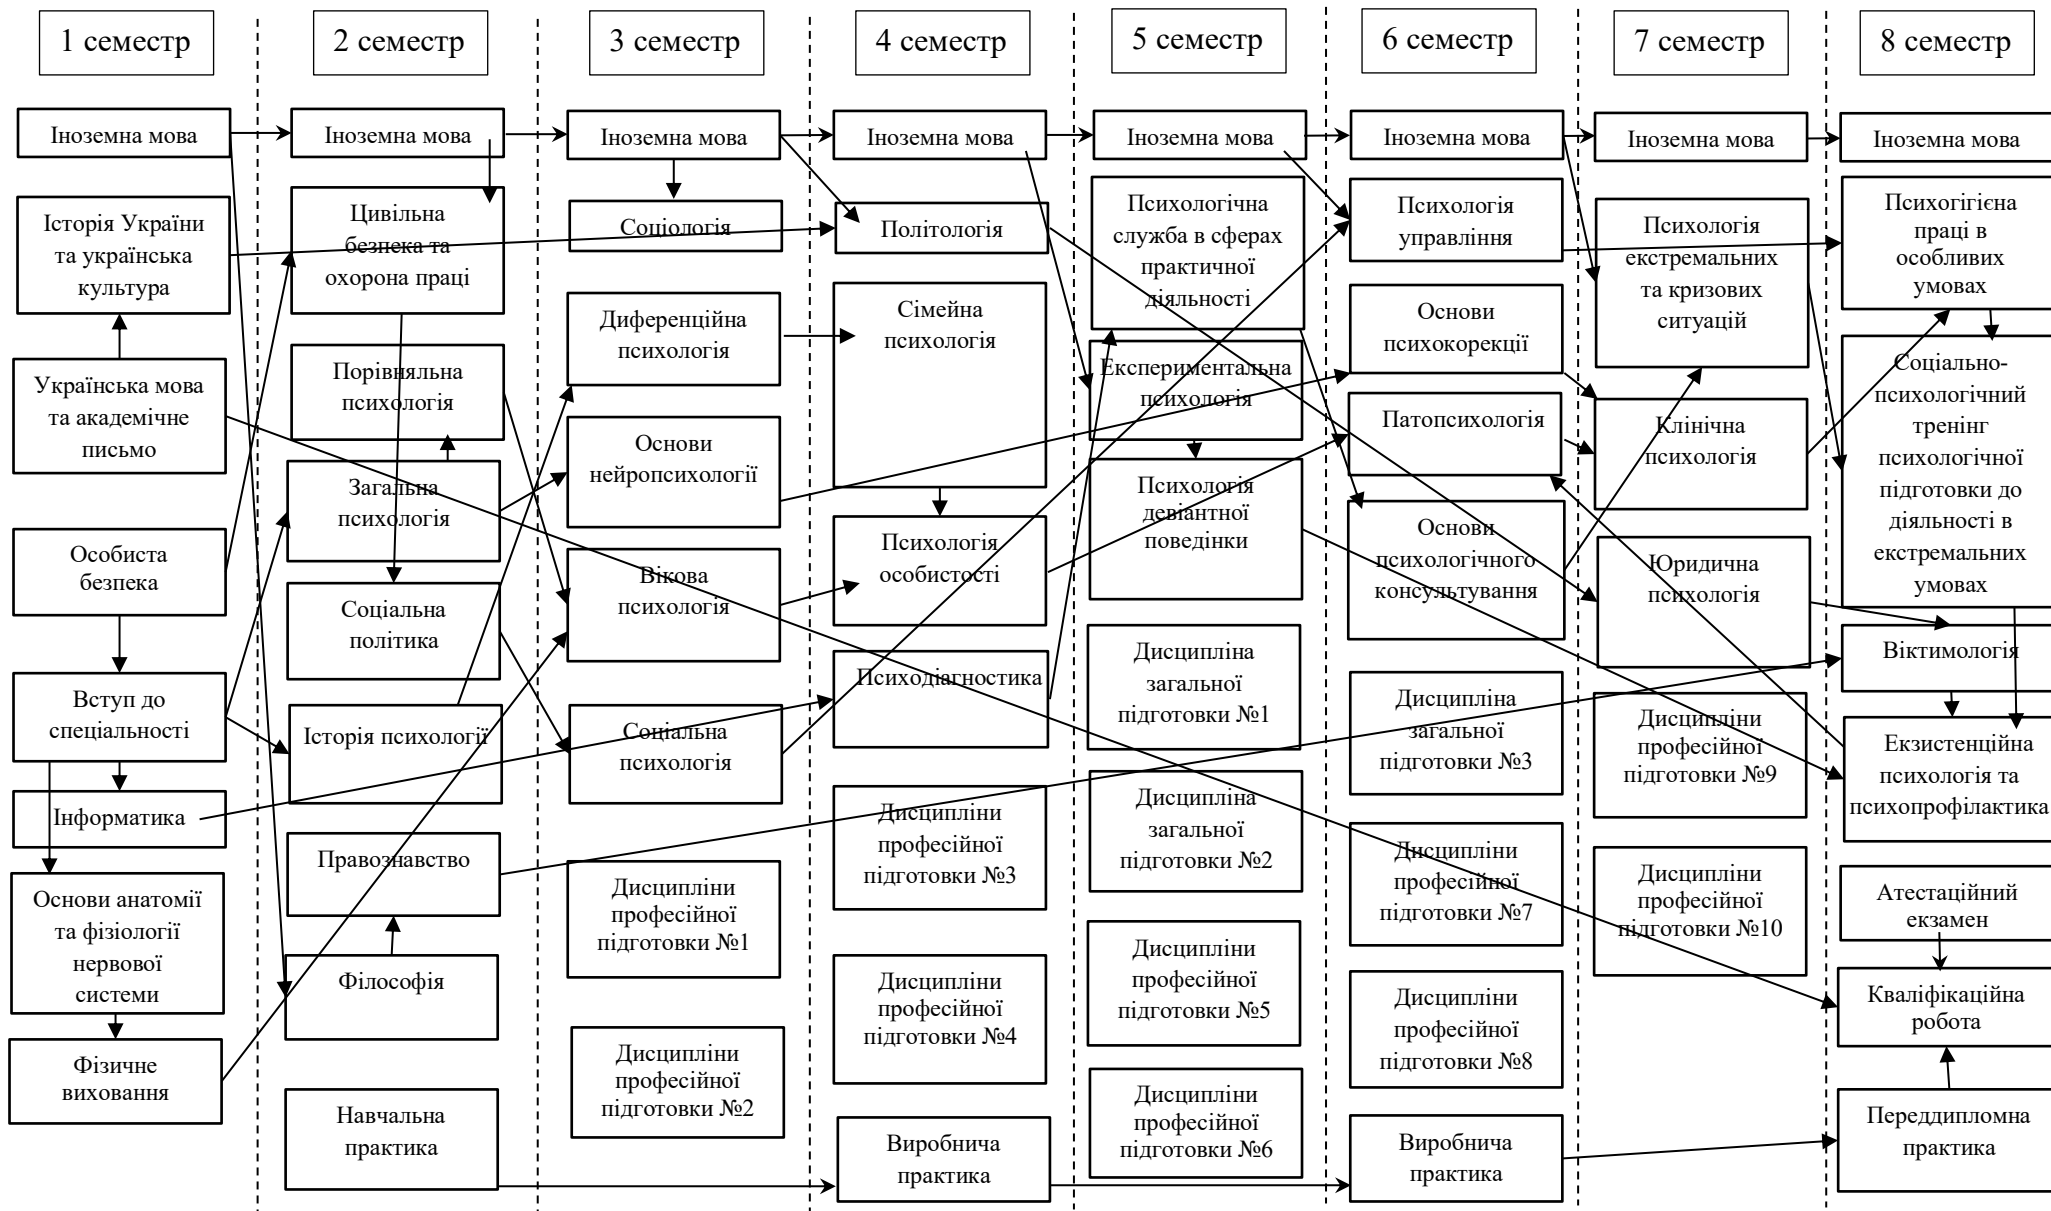 1 семестр
2 семестр
3 семестр
4 семестр
5 семестр
6 семестр
7 семестр
8 семестр
Іноземна мова
Історія України
та українська
культура
Українська мова
та академічне
письмо
Особиста
безпека
Вступ до
спеціальності
Інформатика
Основи анатомії
та фізіології
нервової
системи
Фізичне
виховання
Іноземна мова
Цивільна
безпека та
охорона праці
Порівняльна
психологія
Загальна
психологія
Соціальна
політика
Історія психології
Правознавство
Філософія
Навчальна
практика
Іноземна мова
Соціологія
Диференційна
психологія
Основи
нейропсихології
Вікова
психологія
Соціальна
психологія
Дисципліни
професійної
підготовки №1
Дисципліни
професійної
підготовки №2
Іноземна мова
Політологія
Сімейна
психологія
Психологія
особистості
Психодіагностика
Дисципліни
професійної
підготовки №3
Дисципліни
професійної
підготовки №4
Виробнича
практика
Іноземна мова
Психологічна
служба в сферах
практичної
діяльності
Експериментальна
психологія
Психологія
девіантної
поведінки
Дисципліна
загальної
підготовки №1
Дисципліна
загальної
підготовки №2
Дисципліни
професійної
підготовки №5
Дисципліни
професійної
підготовки №6
Іноземна мова
Психологія
управління
Основи
психокорекції
Патопсихологія
Основи
психологічного
консультування
Дисципліна
загальної
підготовки №3
Дисципліни
професійної
підготовки №7
Дисципліни
професійної
підготовки №8
Виробнича
практика
Іноземна мова
Психологія
екстремальних
та кризових
ситуацій
Клінічна
психологія
Юридична
психологія
Дисципліни
професійної
підготовки №9
Дисципліни
професійної
підготовки №10
Іноземна мова
Психогігієна
праці в
особливих
умовах
Соціально-
психологічний
тренінг
психологічної
підготовки до
діяльності в
екстремальних
умовах
Віктимологія
Екзистенційна
психологія та
психопрофілактика
Атестаційний
екзамен
Кваліфікаційна
робота
Переддипломна
практика